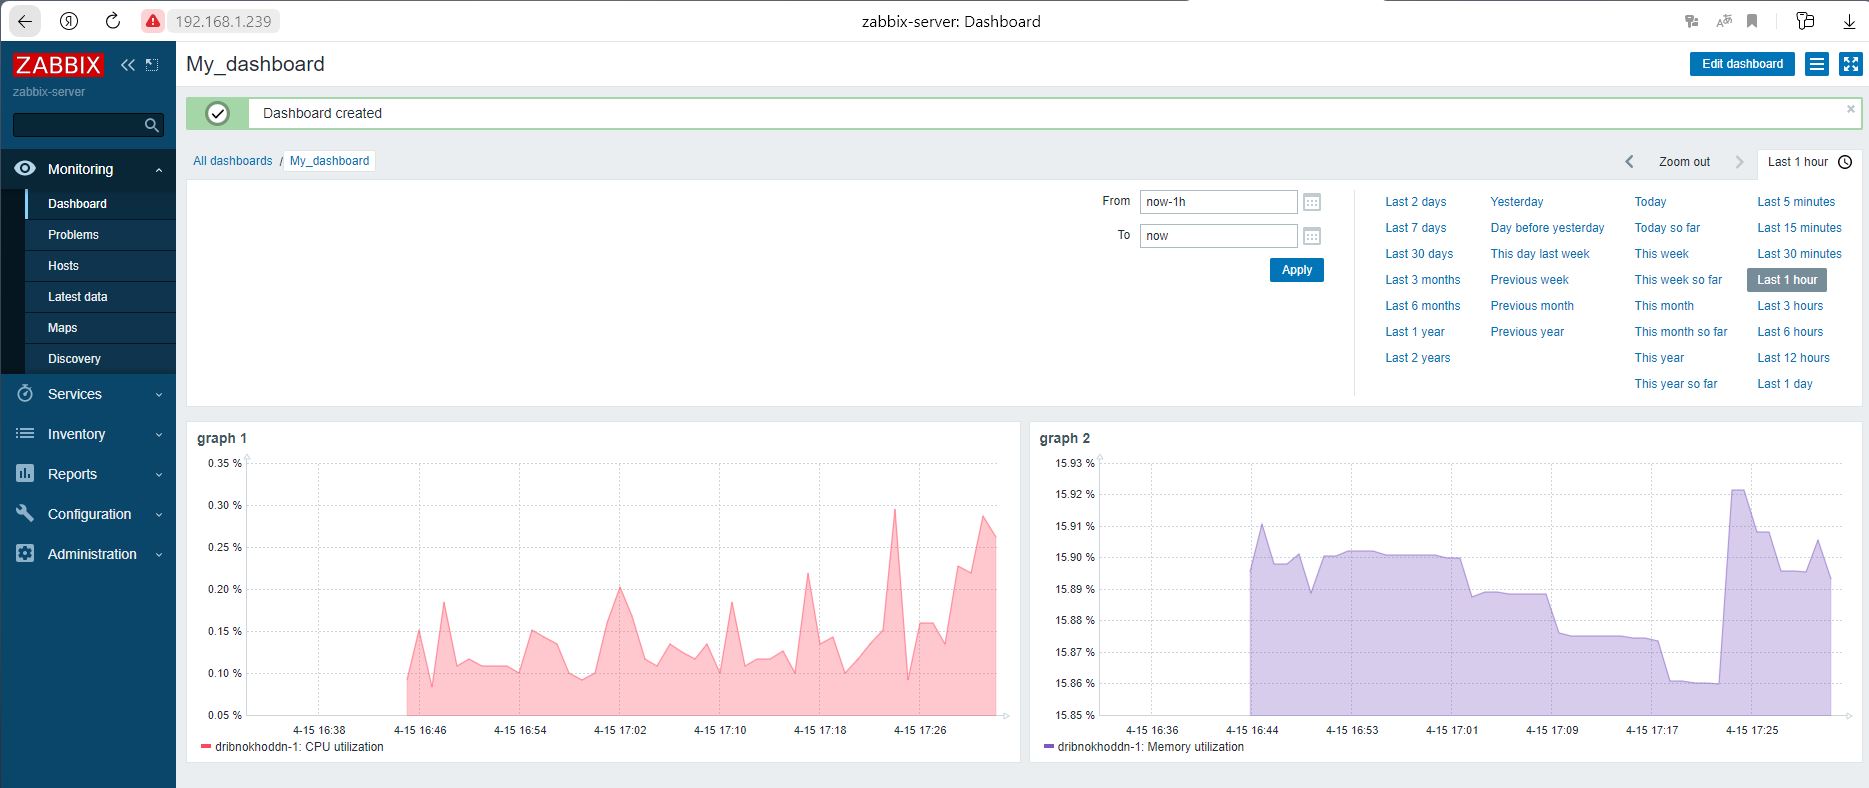 192.168.1.239
zabbix-server: Dashboard
ZABBIX
zabbix-server
My_dashboard
Edit dashboard
Dashboard created
All dashboards / My_dashboard
Zoom out
Last 1 hour
Monitoring
Dashboard
Problems
Hosts
Latest data
Maps
Discovery
Services
Inventory
Reports
Configuration
Administration
From now-1h
To now
Apply
Last 2 days Yesterday Today Last 5 minutes
Last 7 days Day before yesterday Today so far Last 15 minutes
Last 30 days This day last week This week Last 30 minutes
Last 3 months Previous week This week so far Last 1 hour
Last 6 months Previous month This month Last 3 hours
Last 1 year Previous year This month so far Last 6 hours
Last 2 years This year Last 12 hours
This year so far Last 1 day
graph 1
0.35 %
0.30 %
0.25 %
0.20 %
0.15 %
0.10 %
0.05 %
4-15 16:38 4-15 16:46 4-15 16:54 4-15 17:02 4-15 17:10 4-15 17:18 4-15 17:26
dribnokhoddn-1: CPU utilization
graph 2
15.93 %
15.92 %
15.91 %
15.90 %
15.89 %
15.88 %
15.87 %
15.86 %
15.85 %
4-15 16:36 4-15 16:44 4-15 16:53 4-15 17:01 4-15 17:09 4-15 17:17 4-15 17:25
dribnokhoddn-1: Memory utilization